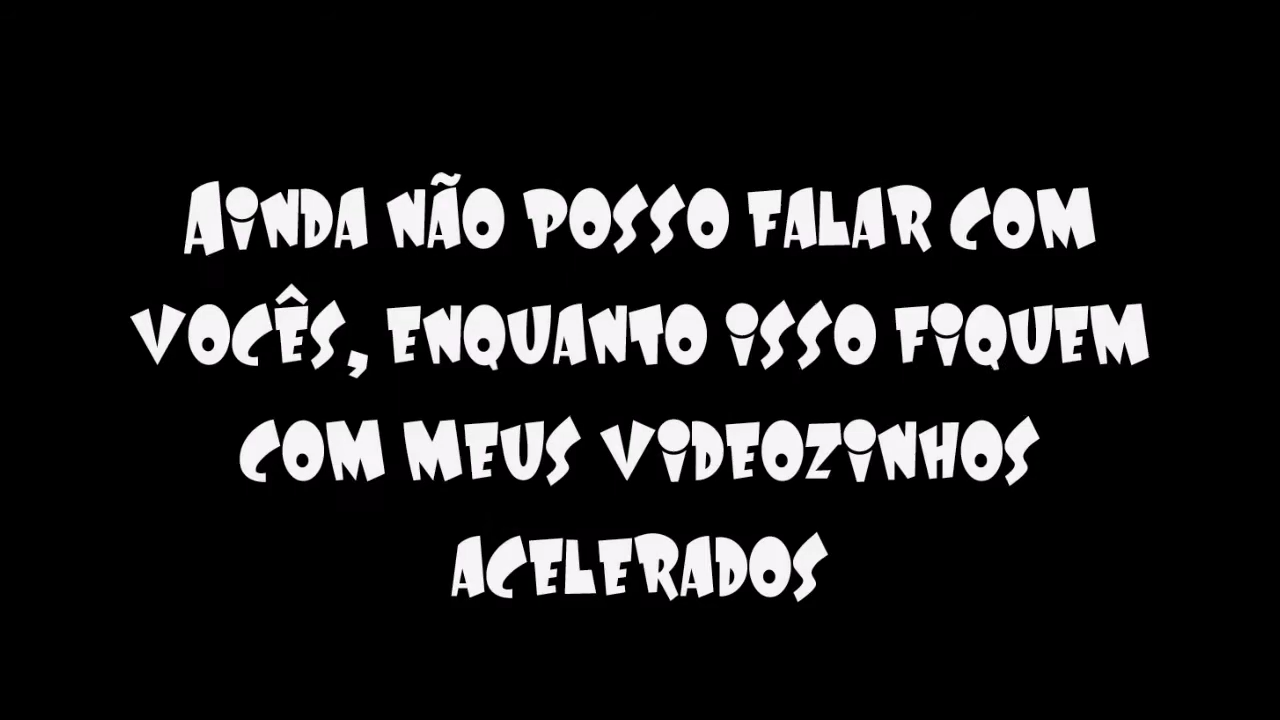 Ainda não posso falar com
vocês, enquanto isso fiquem
com meus videozinhos
acelerados